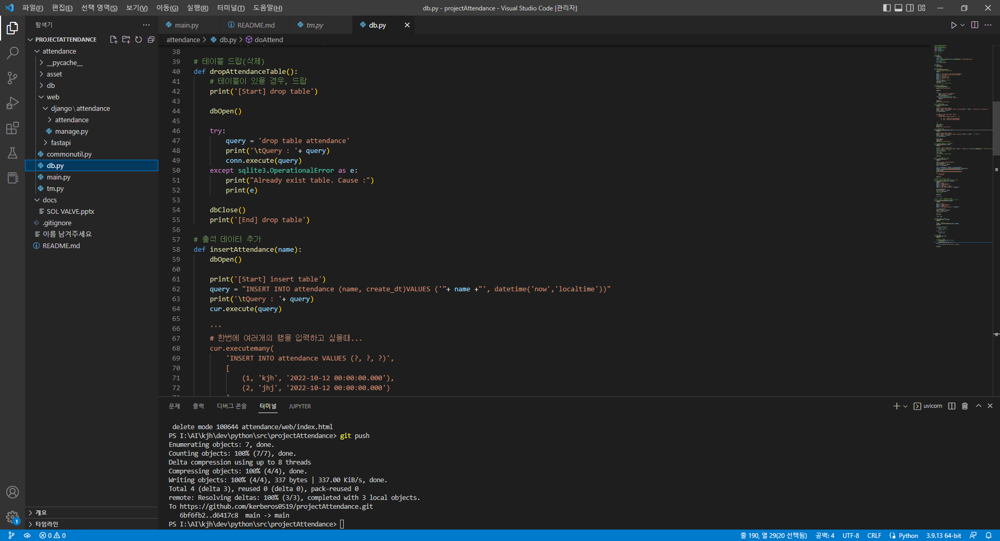 파일(F) 편집(E) 선택 영역(S) 보기(V) 이동(G) 실행(R) 터미널(T) 도움말(H)
db.py - projectAttendance - Visual Studio Code [관리자]
탐색기
main.py README.md tm.py db.py
PROJECTATTENDANCE
attendance > db.py > doAttend
attendance
__pycache__
asset
db
web
django\attendance
attendance
manage.py
fastapi
commonutil.py
db.py
main.py
tm.py
docs
SOL VALVE.pptx
.gitignore
이름 남겨주세요
README.md
개요
타임라인
38
39 # 테이블 드랍(삭제)
40 def dropAttendanceTable():
41 # 테이블이 있을 경우, 드랍
42 print('[Start] drop table')
43
44 dbOpen()
45
46 try:
47 query = 'drop table attendance'
48 print('\tQuery : '+ query)
49 conn.execute(query)
50 except sqlite3.OperationalError as e:
51 print("Already exist table. Cause :")
52 print(e)
53
54 dbClose()
55 print('[End] drop table')
56
57 # 출석 데이터 추가
58 def insertAttendance(name):
59 dbOpen()
60
61 print('[Start] insert table')
62 query = "INSERT INTO attendance (name, create_dt)VALUES ('"+ name +"', datetime('now','localtime'))"
63 print('\tQuery : '+ query)
64 cur.execute(query)
65
66 '''
67 # 한번에 여러개의 행을 입력하고 싶을때...
68 cur.executemany(
69 'INSERT INTO attendance VALUES (?, ?, ?)',
70 [
71 (1, 'kjh', '2022-10-12 00:00:00.000'),
72 (2, 'jhj', '2022-10-12 00:00:00.000')
문제 출력 디버그 콘솔 터미널 JUPYTER
uvicorn
delete mode 100644 attendance/web/index.html
PS I:\AI\kjh\dev\python\src\projectAttendance> git push
Enumerating objects: 7, done.
Counting objects: 100% (7/7), done.
Delta compression using up to 8 threads
Compressing objects: 100% (4/4), done.
Writing objects: 100% (4/4), 337 bytes | 337.00 KiB/s, done.
Total 4 (delta 3), reused 0 (delta 0), pack-reused 0
remote: Resolving deltas: 100% (3/3), completed with 3 local objects.
To https://github.com/kerberos0519/projectAttendance.git
6bf6fb2..d6417c8 main -> main
PS I:\AI\kjh\dev\python\src\projectAttendance>
1
0 0
줄 190, 열 29(20 선택됨) 공백: 4 UTF-8 CRLF Python 3.9.13 64-bit